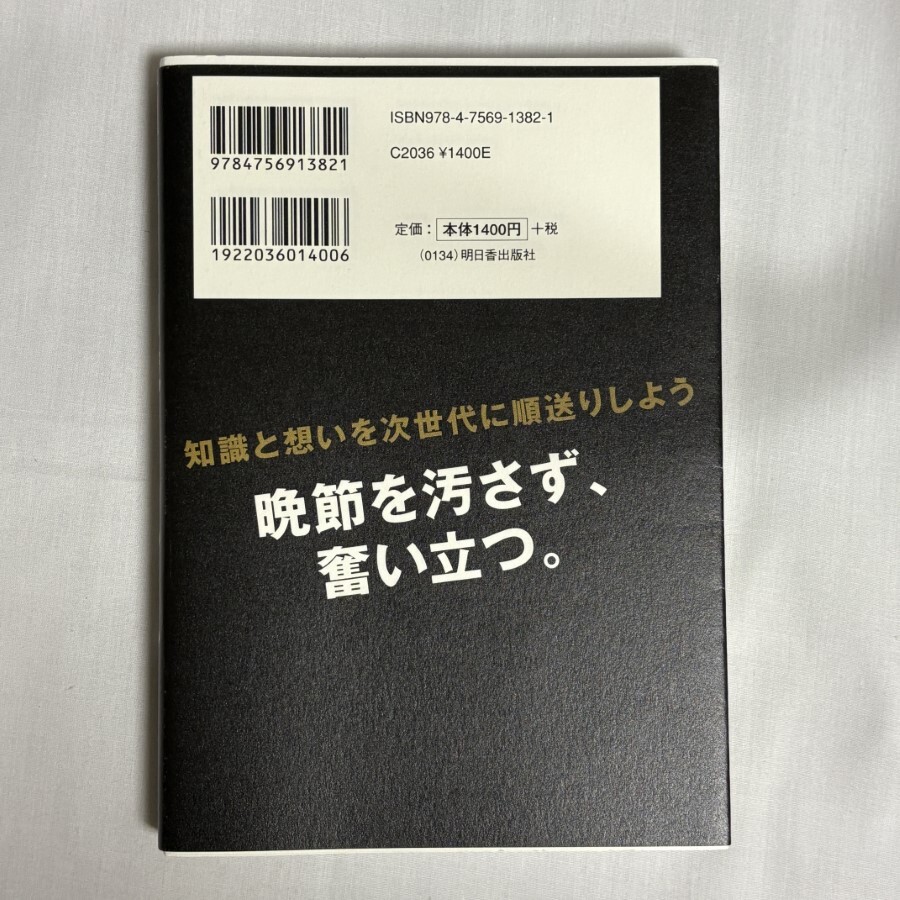 ISBN978-4-7569-1382-1
9784756913821
C2036 ¥1400E
1922036014006
定価： 本体1400円 +税
(0134)明日香出版社
知識と想いを次世代に順送りしよう
晩節を汚さず、
奮い立つ。